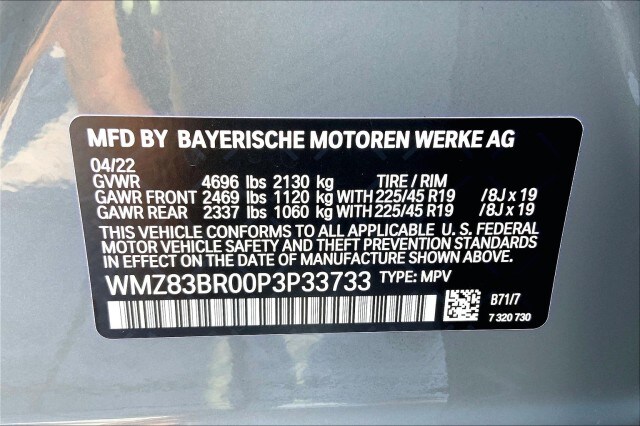 MFD BY BAYERISCHE MOTOREN WERKE AG
04/22
GVWR 4696 lbs 2130 kg TIRE / RIM
GAWR FRONT 2469 lbs 1120 kg WITH 225/45 R19 /8J x 19
GAWR REAR 2337 lbs 1060 kg WITH 225/45 R19 /8J x 19
THIS VEHICLE CONFORMS TO ALL APPLICABLE U. S. FEDERAL
MOTOR VEHICLE SAFETY AND THEFT PREVENTION STANDARDS
IN EFFECT ON THE DATE OF MANUFACTURE SHOWN ABOVE.
WMZ83BR00P3P33733 TYPE: MPV
B71/7
7 320 730